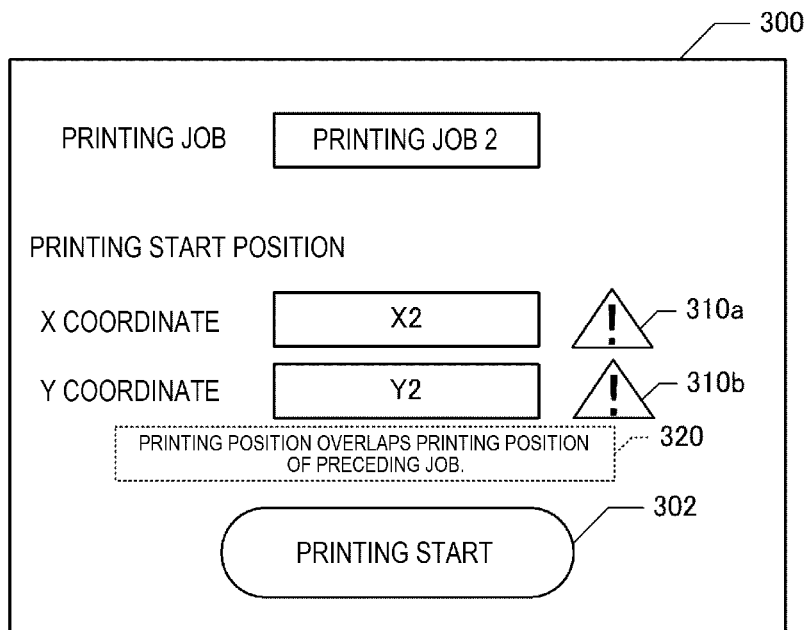 300
PRINTING JOB PRINTING JOB 2
PRINTING START POSITION
X COORDINATE X2 ! 310a
Y COORDINATE Y2 ! 310b
PRINTING POSITION OVERLAPS PRINTING POSITION 320
OF PRECEDING JOB.
302
PRINTING START